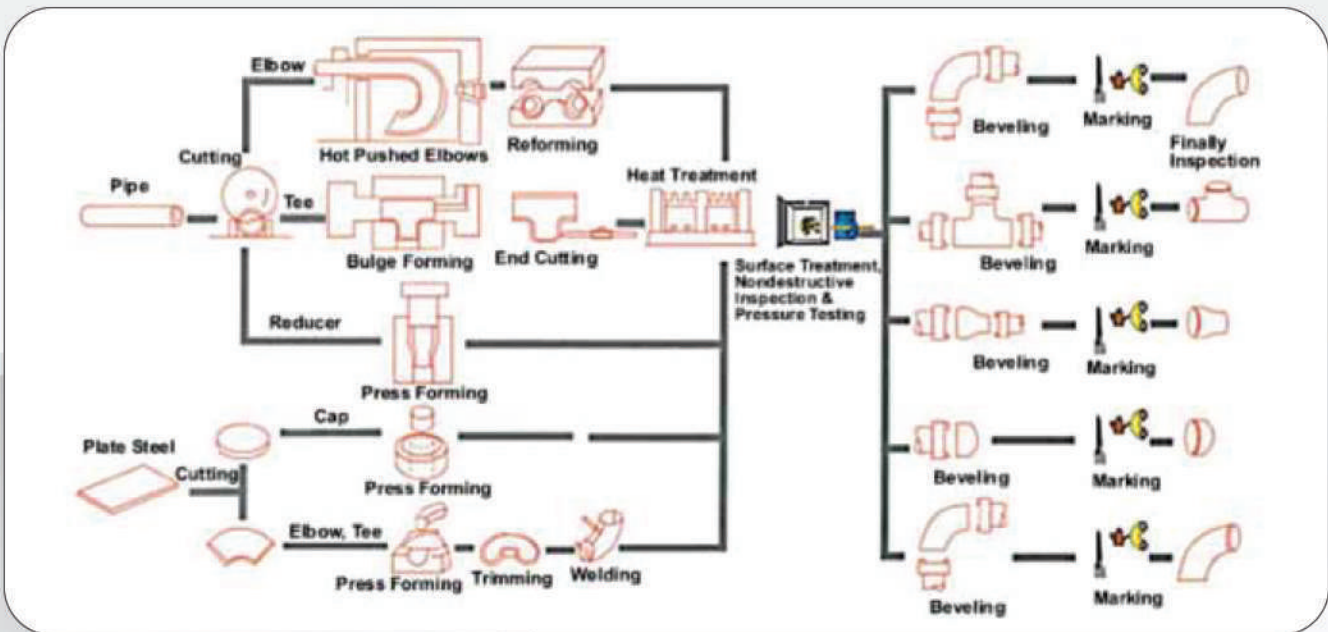 Elbow
Hot Pushed Elbows
Reforming
Cutting
Pipe
Tee
Bulge Forming
End Cutting
Heat Treatment
Reducer
Press Forming
Cap
Press Forming
Plate Steel
Cutting
Elbow, Tee
Press Forming
Trimming
Welding
Surface Treatment,
Nondestructive
Inspection &
Pressure Testing
Beveling
Marking
Finally
Inspection
Beveling
Marking
Beveling
Marking
Beveling
Marking
Beveling
Marking